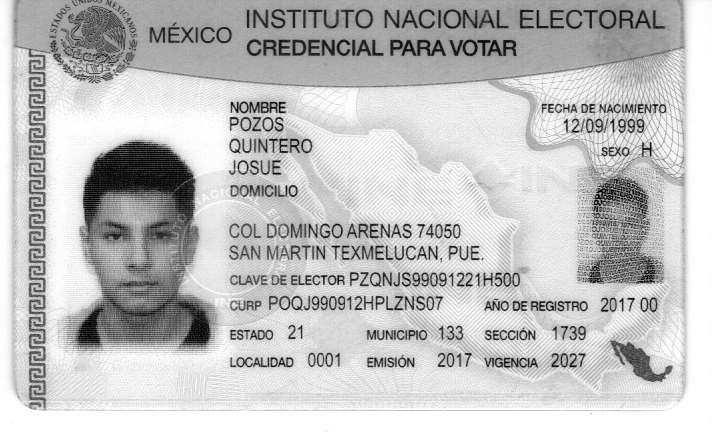 ESTADOS UNIDOS MEXICANOS
MÉXICO
INSTITUTO NACIONAL ELECTORAL
CREDENCIAL PARA VOTAR
NOMBRE
POZOS
QUINTERO
JOSUE
FECHA DE NACIMIENTO
12/09/1999
SEXO H
DOMICILIO
COL DOMINGO ARENAS 74050
SAN MARTIN TEXMELUCAN, PUE.
CLAVE DE ELECTOR PZQNJS99091221H500
CURP POQJ990912HPLZNS07
AÑO DE REGISTRO 2017 00
ESTADO 21
MUNICIPIO 133
SECCIÓN 1739
LOCALIDAD 0001
EMISIÓN 2017
VIGENCIA 2027